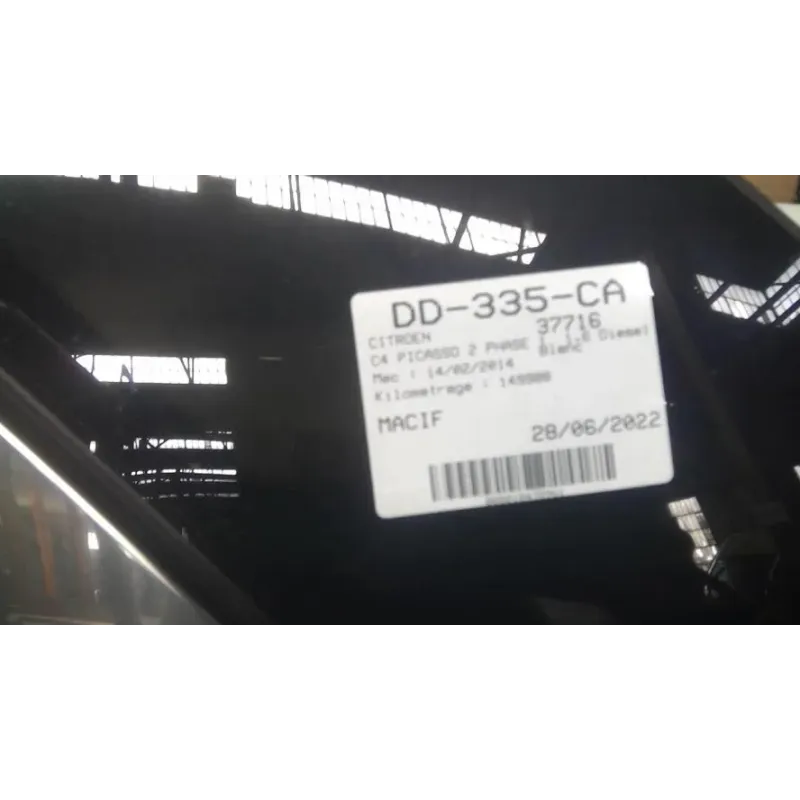 DD-335-CA
CITROEN 37716
C4 PICASSO 2 PHASE 1 1.6 Diesel
Blanc
Mec : 14/02/2014
Kilometrage :
MACIF
28/06/2022